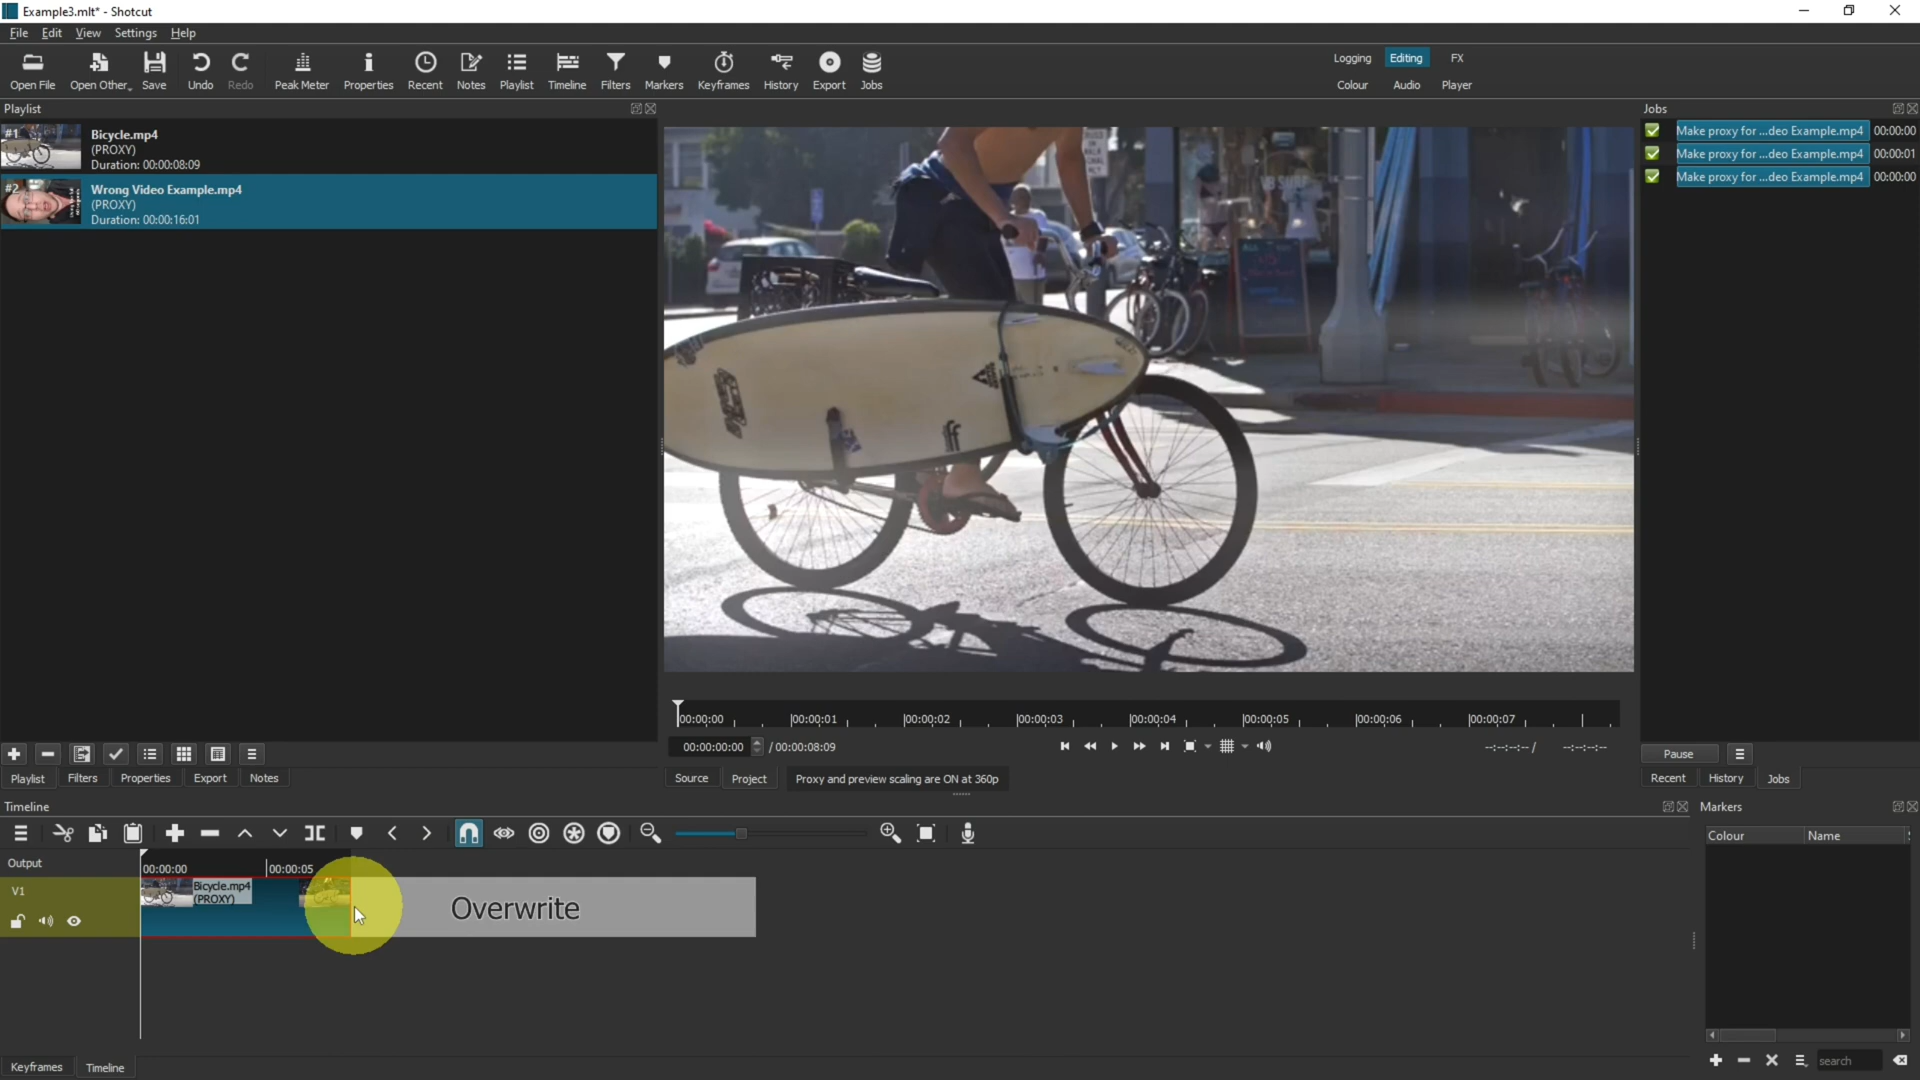 Example3.mlt* - Shotcut
File Edit View Settings Help
Open File Open Other... Save Undo Redo Peak Meter Properties Recent Notes Playlist Timeline Filters Markers Keyframes History Export Jobs
Logging Editing FX
Colour Audio Player
Playlist
#1 Bicycle.mp4
(PROXY)
Duration: 00:00:08:09
#2 Wrong Video Example.mp4
(PROXY)
Duration: 00:00:16:01
Jobs
Make proxy for ...deo Example.mp4 00:00:00
Make proxy for ...deo Example.mp4 00:00:01
Make proxy for ...deo Example.mp4 00:00:00
VB SURF
00:00:00 00:00:01 00:00:02 00:00:03 00:00:04 00:00:05 00:00:06 00:00:07
00:00:00:00 / 00:00:08:09 --:--:--:-- / --:--:--:--
Pause
Playlist Filters Properties Export Notes
Source Project Proxy and preview scaling are ON at 360p
Recent History Jobs
Timeline
Markers
Colour Name
Output
00:00:00 00:00:05
V1
Bicycle.mp4
(PROXY)
Overwrite
search
Keyframes Timeline